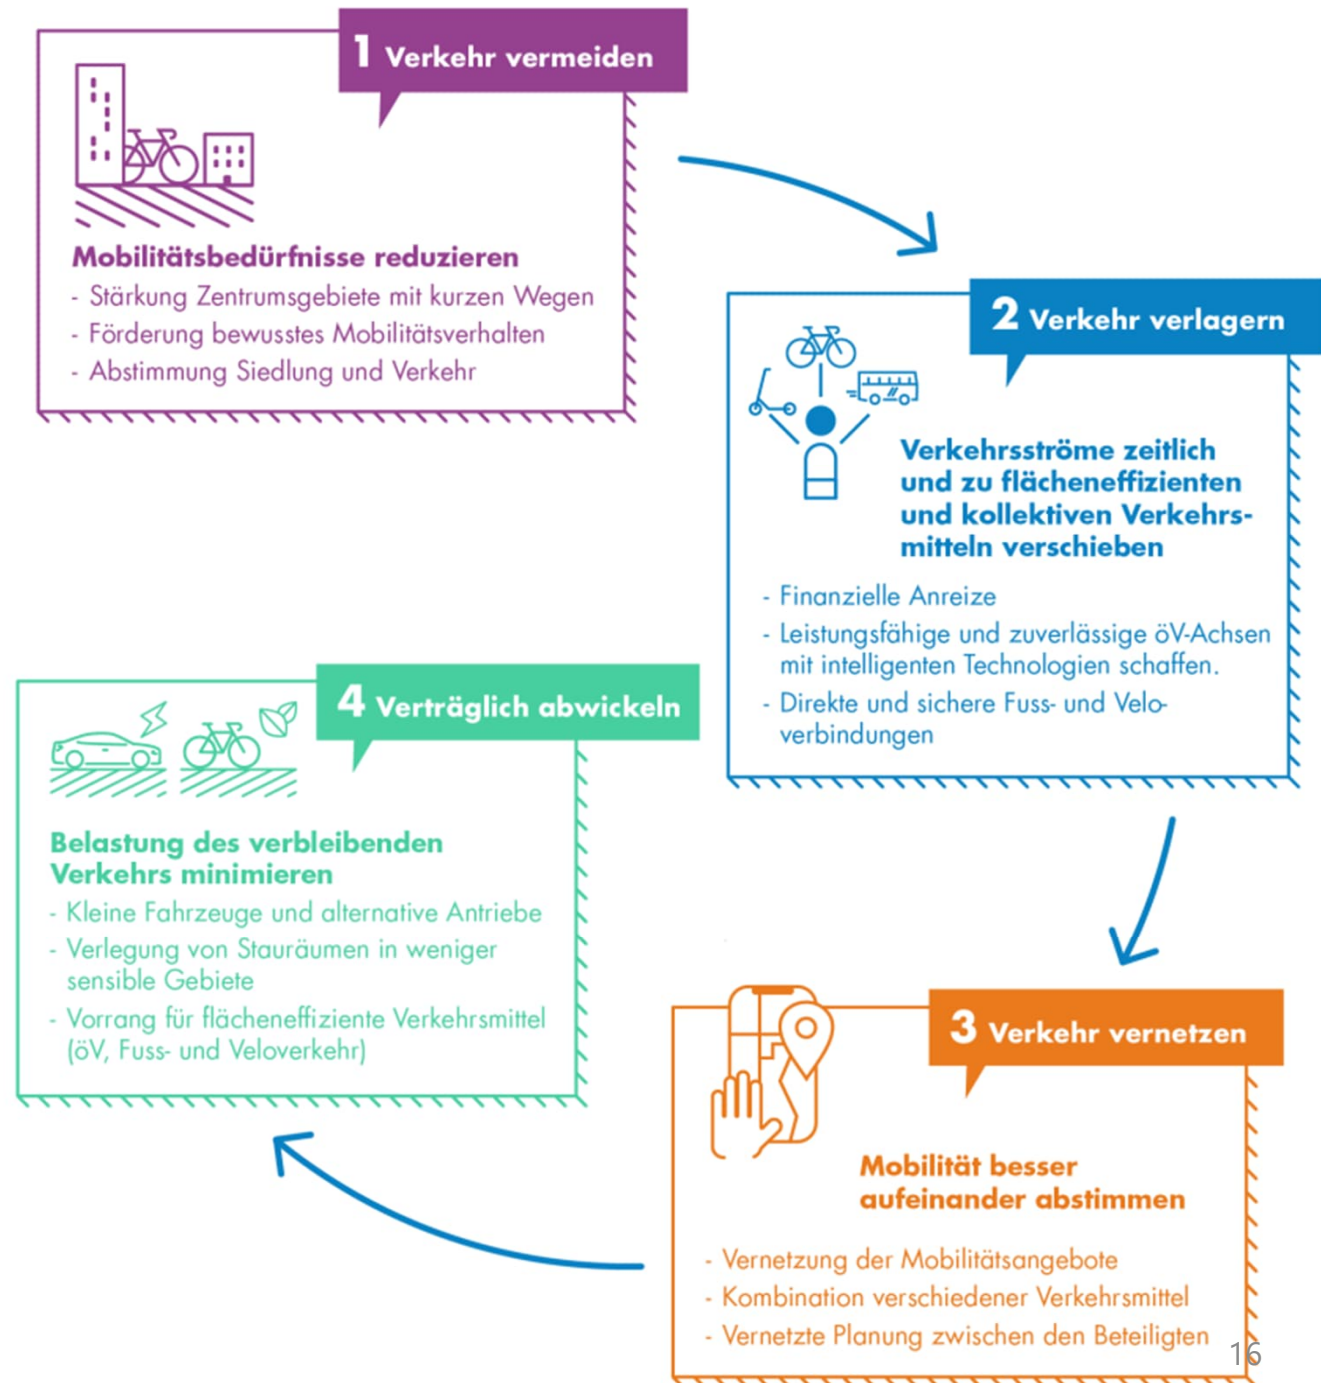 1 Verkehr vermeiden
Mobilitätsbedürfnisse reduzieren
- Stärkung Zentrumsgebiete mit kurzen Wegen
- Förderung bewusstes Mobilitätsverhalten
- Abstimmung Siedlung und Verkehr
2 Verkehr verlagern
Verkehrsströme zeitlich
und zu flächeneffizienten
und kollektiven Verkehrs-
mitteln verschieben
- Finanzielle Anreize
- Leistungsfähige und zuverlässige öV-Achsen
mit intelligenten Technologien schaffen.
- Direkte und sichere Fuss- und Velo-
verbindungen
3 Verkehr vernetzen
Mobilität besser
aufeinander abstimmen
- Vernetzung der Mobilitätsangebote
- Kombination verschiedener Verkehrsmittel
- Vernetzte Planung zwischen den Beteiligten
4 Verträglich abwickeln
Belastung des verbleibenden
Verkehrs minimieren
- Kleine Fahrzeuge und alternative Antriebe
- Verlegung von Stauräumen in weniger
sensible Gebiete
- Vorrang für flächeneffiziente Verkehrsmittel
(öV, Fuss- und Veloverkehr)
16